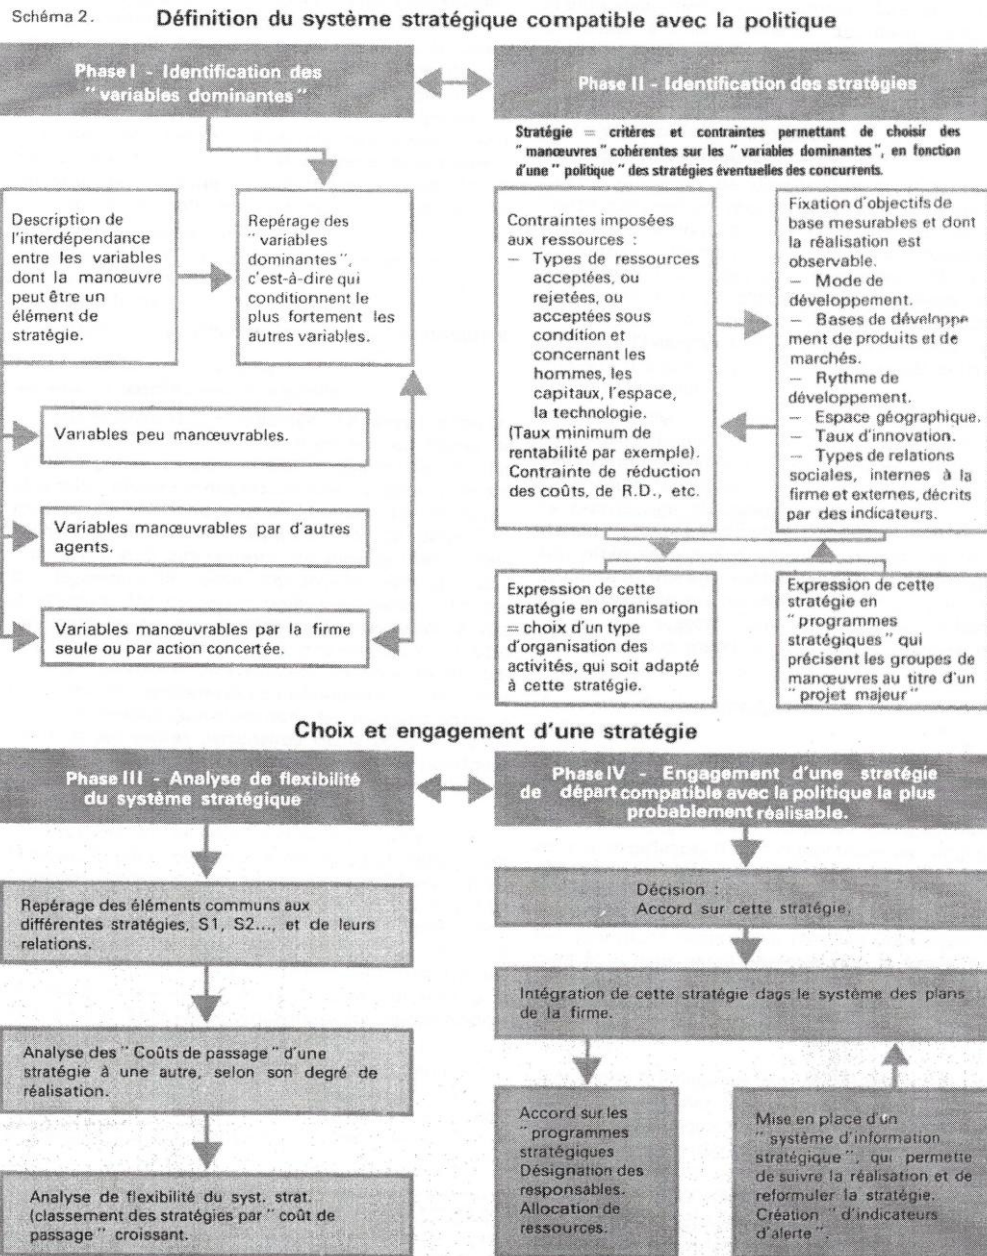 Schéma 2.
Définition du système stratégique compatible avec la politique
Phase I - Identification des
" variables dominantes "
Phase II - Identification des stratégies
Stratégie = critères et contraintes permettant de choisir des
" manœuvres " cohérentes sur les " variables dominantes ", en fonction
d'une " politique " des stratégies éventuelles des concurrents.
Description de
l'interdépendance
entre les variables
dont la manœuvre
peut être un
élément de
stratégie.
Repérage des
" variables
dominantes ",
c'est-à-dire qui
conditionnent le
plus fortement les
autres variables.
Variables peu manœuvrables.
Variables manœuvrables par d'autres
agents.
Variables manœuvrables par la firme
seule ou par action concertée.
Contraintes imposées
aux ressources :
— Types de ressources
acceptées, ou
rejetées, ou
acceptées sous
condition et
concernant les
hommes, les
capitaux, l'espace,
la technologie.
(Taux minimum de
rentabilité par exemple).
Contrainte de réduction
des coûts, de R.D., etc.
Fixation d'objectifs de
base mesurables et dont
la réalisation est
observable.
— Mode de
développement.
— Bases de développe
ment de produits et de
marchés.
— Rythme de
développement.
— Espace géographique.
— Taux d'innovation.
— Types de relations
sociales, internes à la
firme et externes, décrits
par des indicateurs.
Expression de cette
stratégie en organisation
= choix d'un type
d'organisation des
activités, qui soit adapté
à cette stratégie.
Expression de cette
stratégie en
" programmes
stratégiques " qui
précisent les groupes de
manœuvres au titre d'un
" projet majeur "
Choix et engagement d'une stratégie
Phase III - Analyse de flexibilité
du système stratégique
Phase IV - Engagement d'une stratégie
de départ compatible avec la politique la plus
probablement réalisable.
Repérage des éléments communs aux
différentes stratégies, S1, S2..., et de leurs
relations.
Analyse des " Coûts de passage " d'une
stratégie à une autre, selon son degré de
réalisation.
Analyse de flexibilité du syst. strat.
(classement des stratégies par " coût de
passage " croissant.
Décision :
Accord sur cette stratégie.
Intégration de cette stratégie dans le système des plans
de la firme.
Accord sur les
" programmes
stratégiques
Désignation des
responsables.
Allocation de
ressources.
Mise en place d'un
" système d'information
stratégique ", qui permette
de suivre la réalisation et de
reformuler la stratégie.
Création " d'indicateurs
d'alerte ".